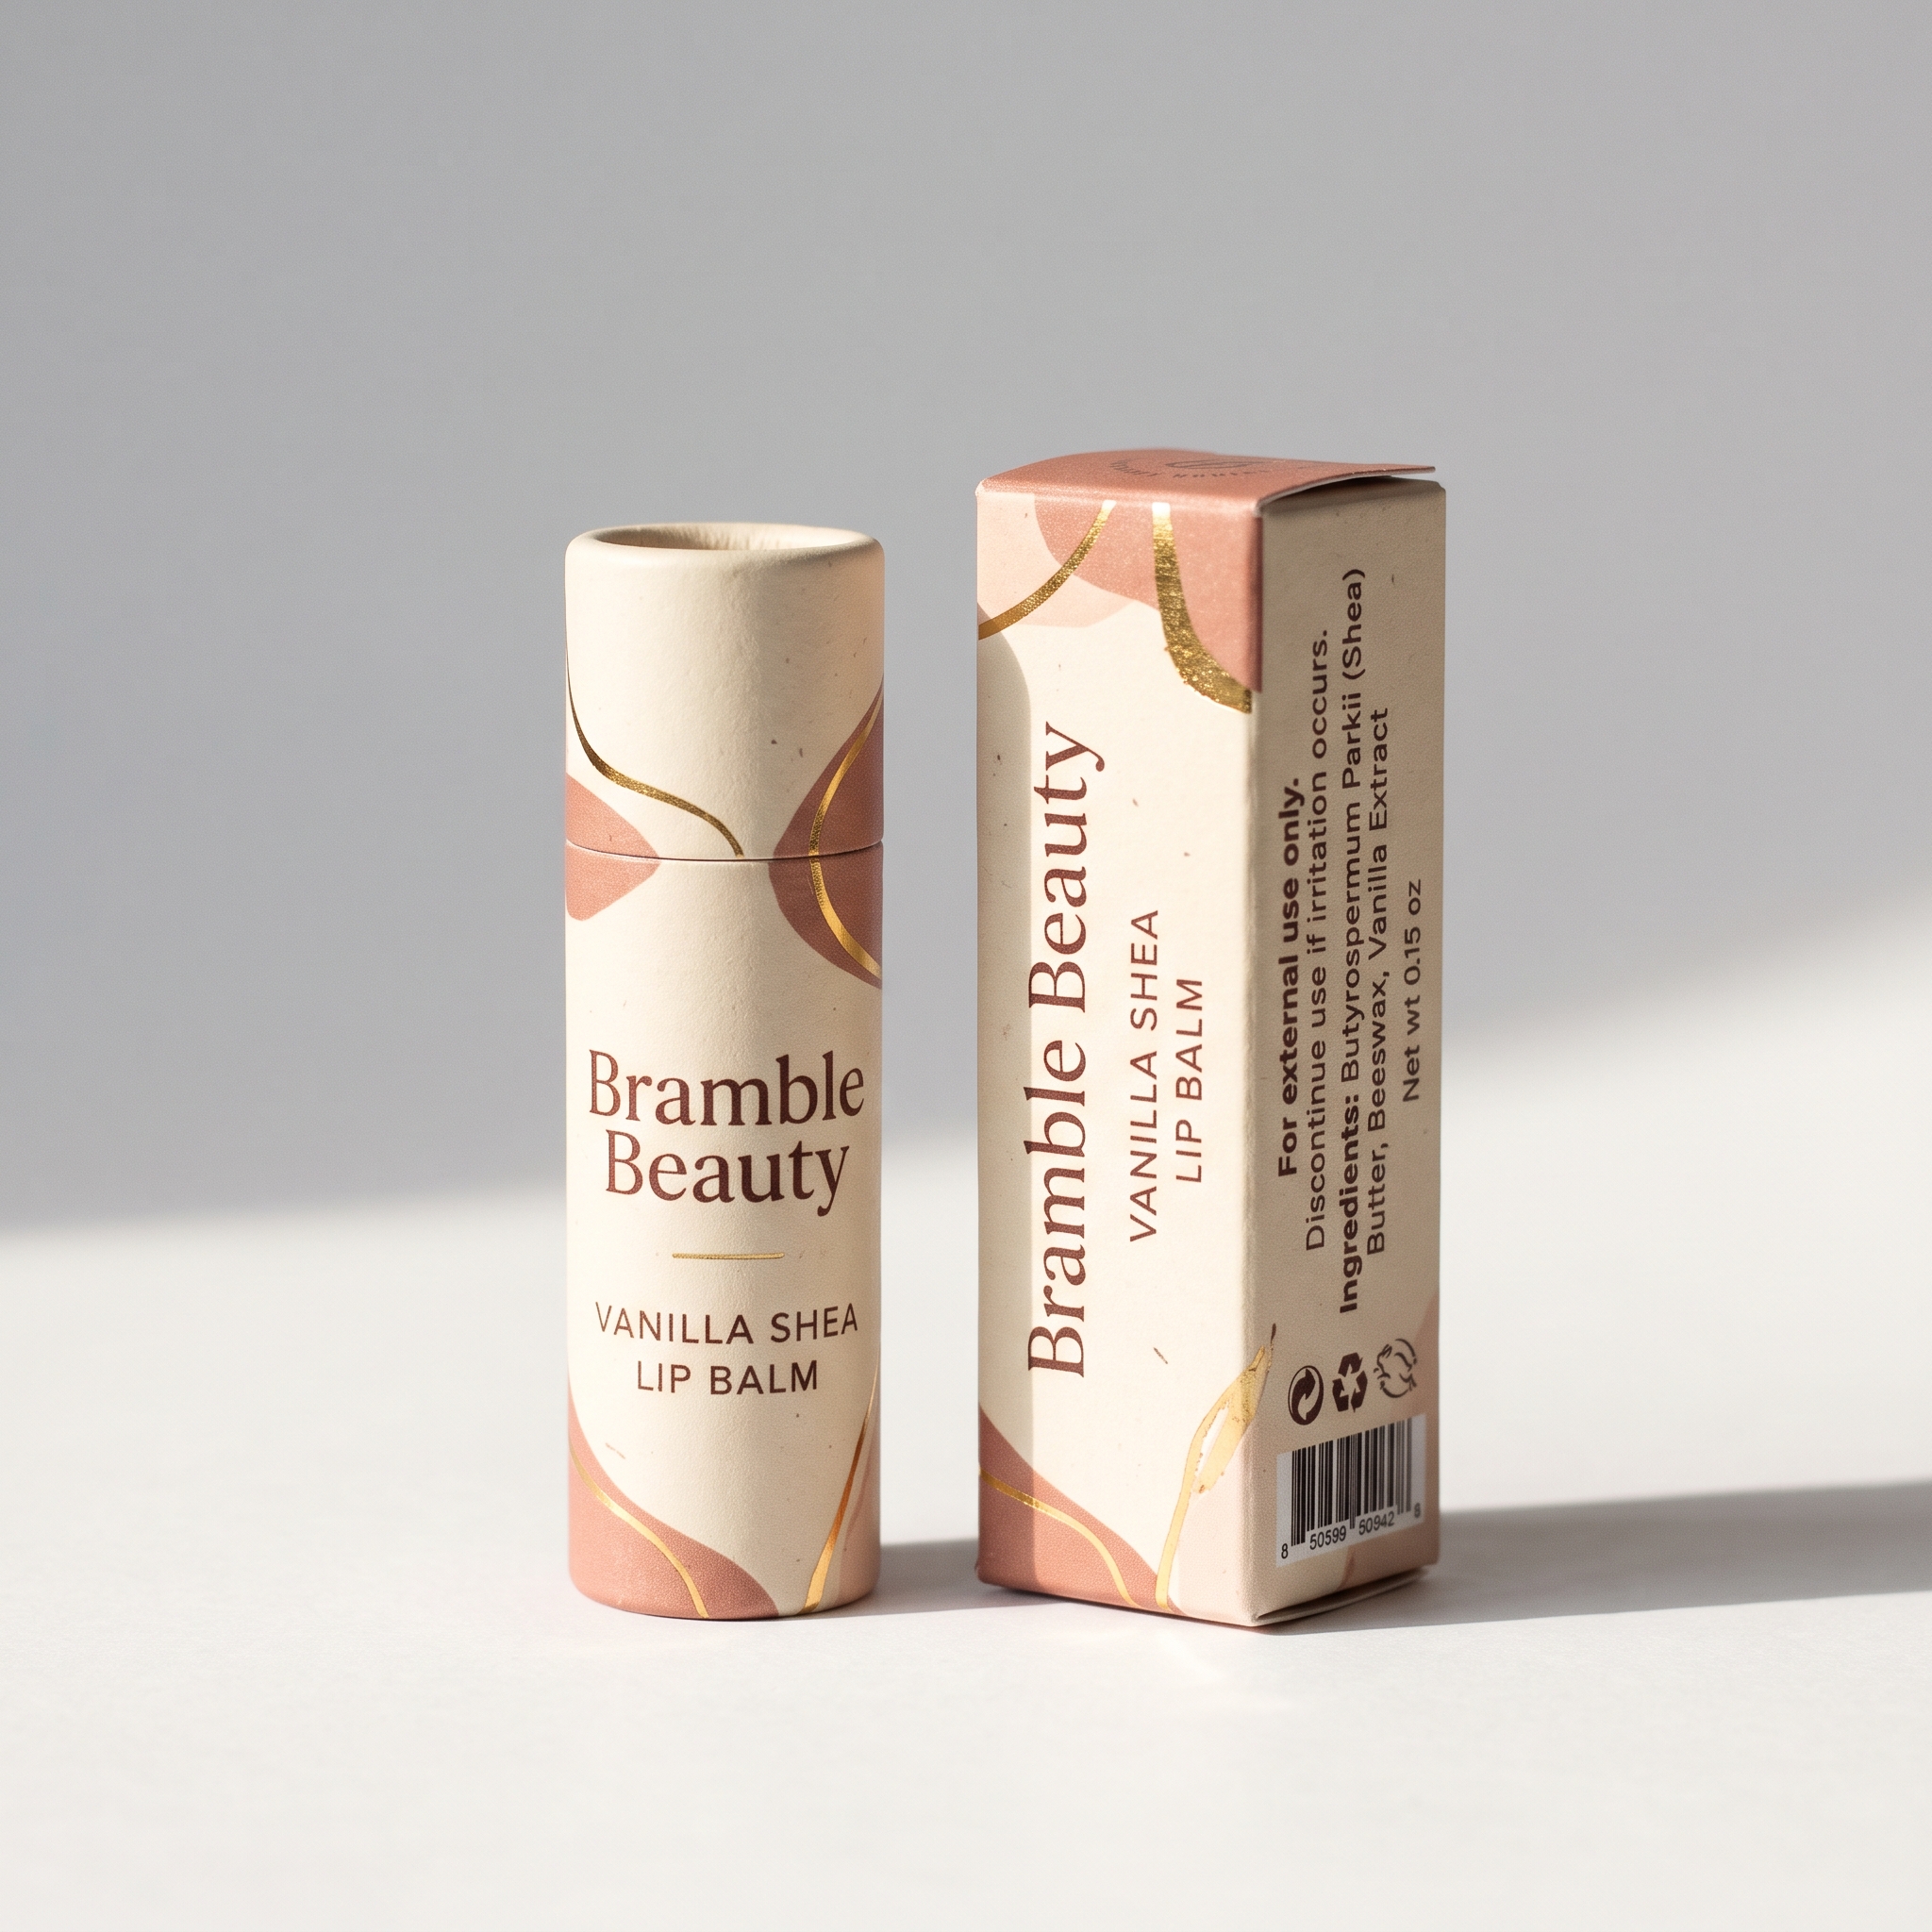 Bramble
Beauty
VANILLA SHEA
LIP BALM
Bramble Beauty
VANILLA SHEA
LIP BALM
For external use only.
Discontinue use if irritation occurs.
Ingredients: Butyrospermum Parkii (Shea)
Butter, Beeswax, Vanilla Extract
Net wt 0.15 oz
8 50599 50942 8